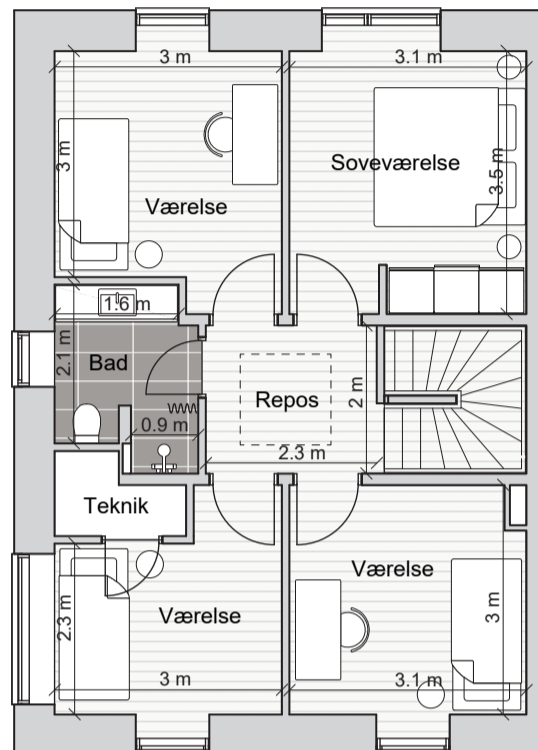 3 m
3.1 m
3 m
Soveværelse
3.5 m
Værelse
1.6 m
2.1 m
Bad
Repos
2 m
0.9 m
2.3 m
Teknik
Værelse
2.3 m
Værelse
3 m
3 m
3.1 m